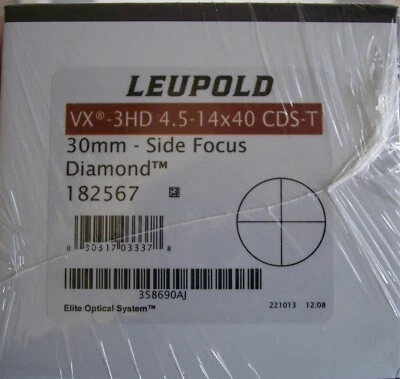 LEUPOLD
VX®-3HD 4.5-14x40 CDS-T
30mm - Side Focus
Diamond™
182567
0 30317 03337 8
358690AJ
Elite Optical System™
221013 12:08